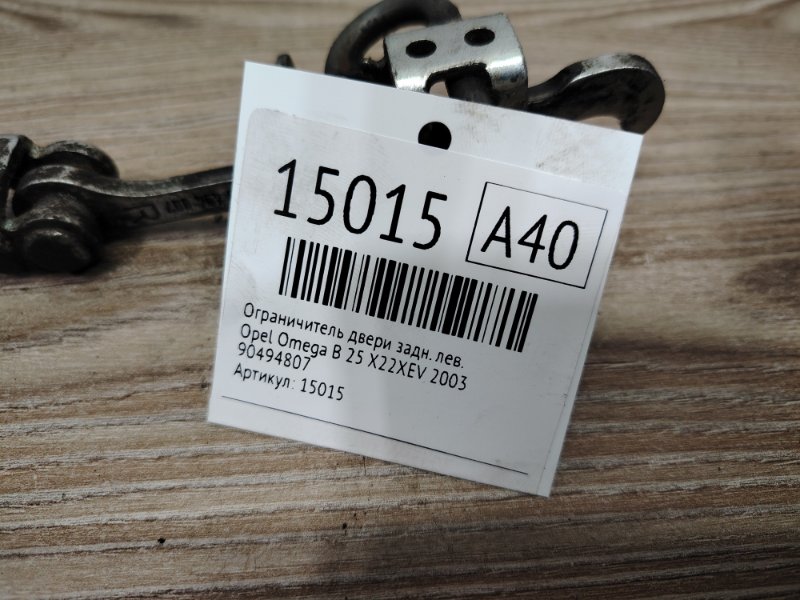 15015
A40
Ограничитель двери задн. лев.
Opel Omega B 25 X22XEV 2003
90494807
Артикул: 15015